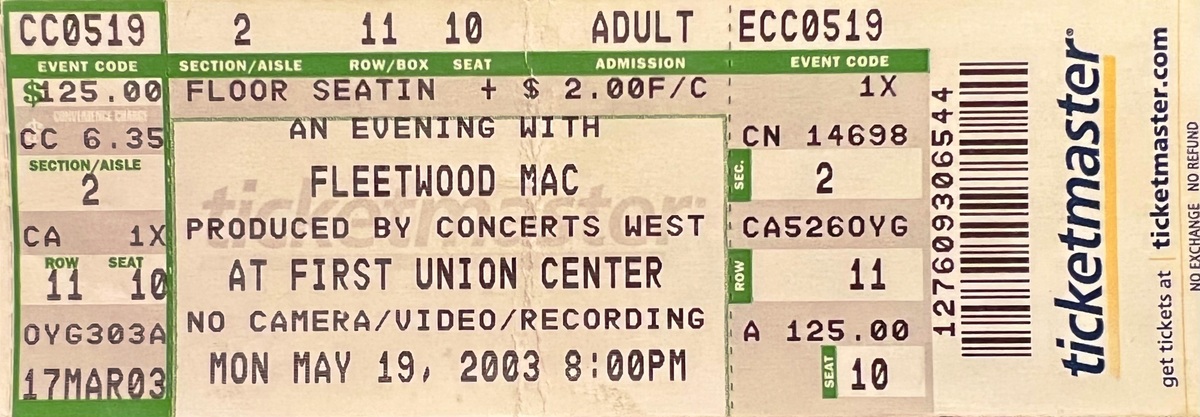 CC0519
EVENT CODE
$125.00
CONVENIENCE CHARGE
CC 6.35
SECTION/AISLE
2
CA 1X
ROW SEAT
11 10
OYG303A
17MAR03
2 11 10 ADULT
SECTION/AISLE ROW/BOX SEAT ADMISSION
FLOOR SEATIN + $ 2.00F/C
AN EVENING WITH
FLEETWOOD MAC
PRODUCED BY CONCERTS WEST
AT FIRST UNION CENTER
NO CAMERA/VIDEO/RECORDING
MON MAY 19, 2003 8:00PM
ticketmaster
ECC0519
EVENT CODE
1X
CN 14698
SEC.
2
CA526OYG
ROW
11
A 125.00
SEAT
10
127609306544
ticketmaster®
get tickets at | ticketmaster.com
NO EXCHANGE NO REFUND